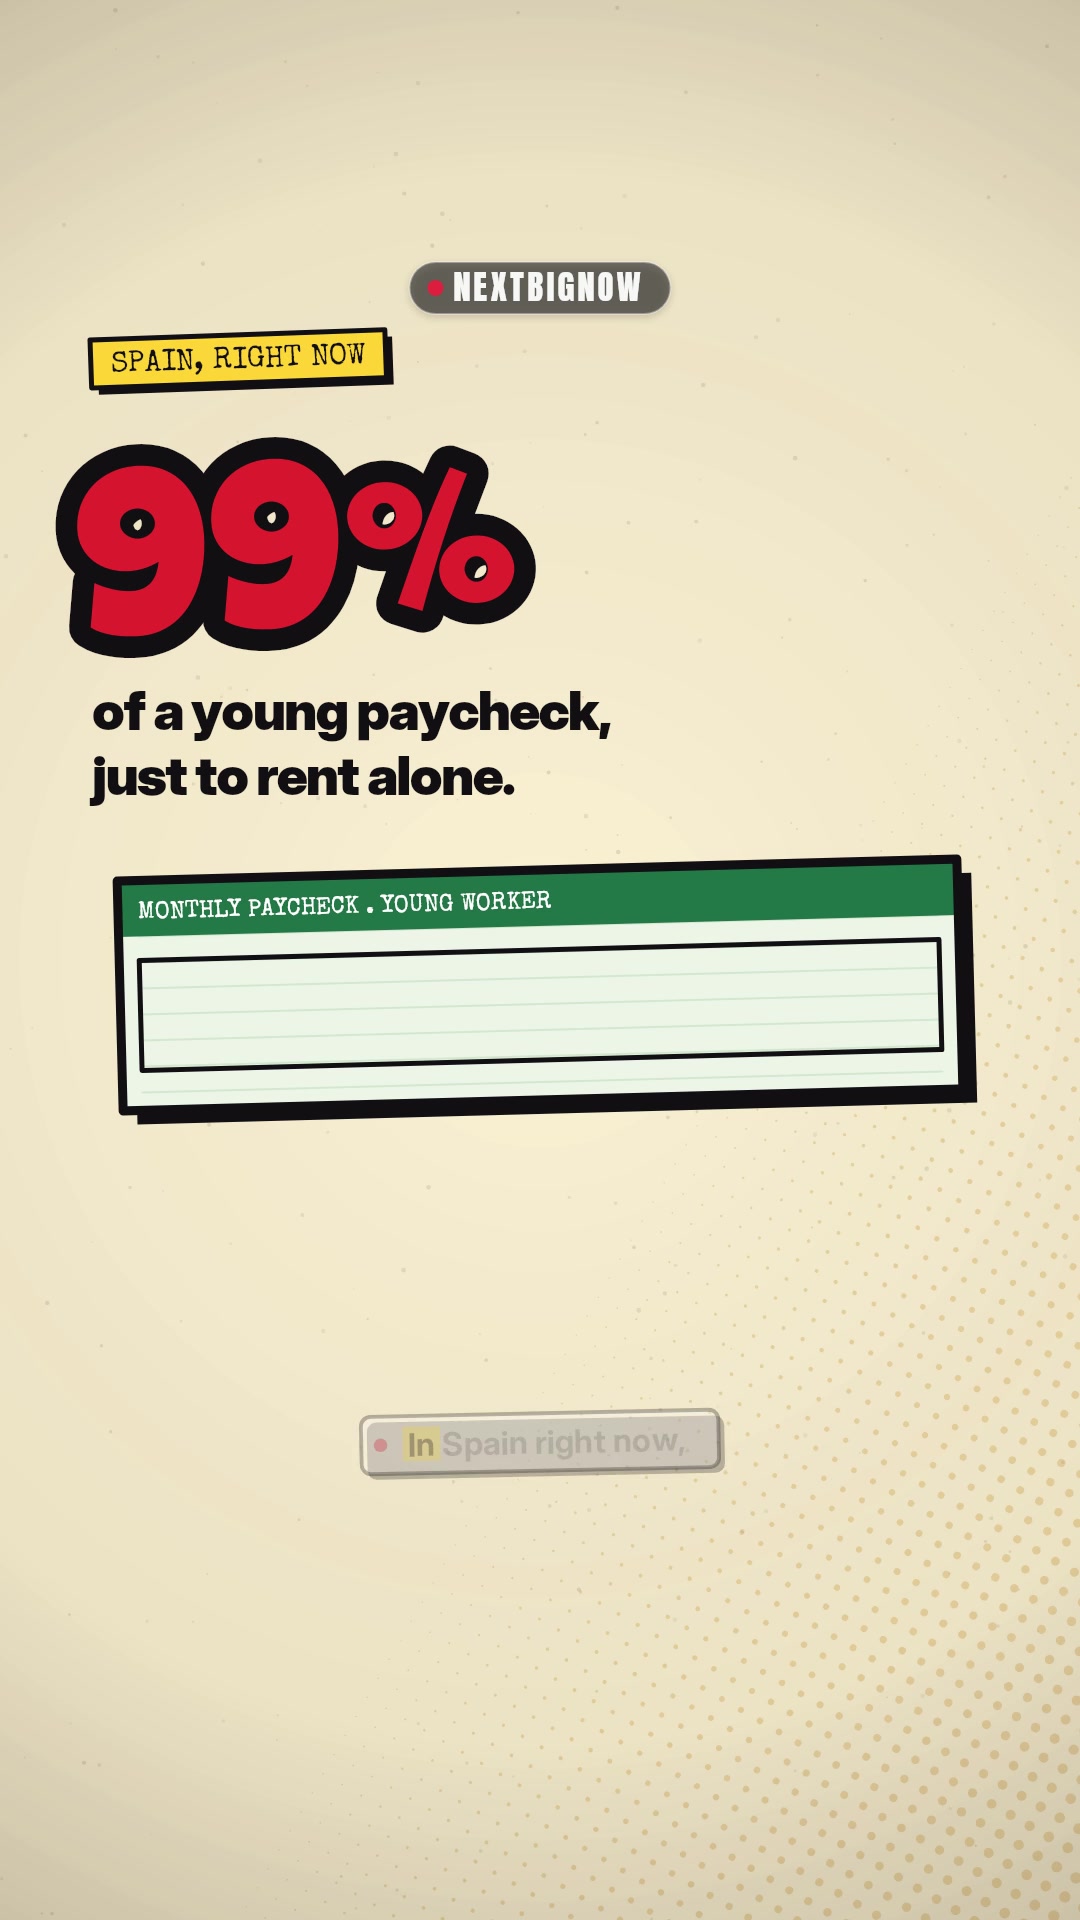 NEXTBIGNOW
SPAIN, RIGHT NOW
99%
of a young paycheck,
just to rent alone.
MONTHLY PAYCHECK . YOUNG WORKER
In Spain right now,